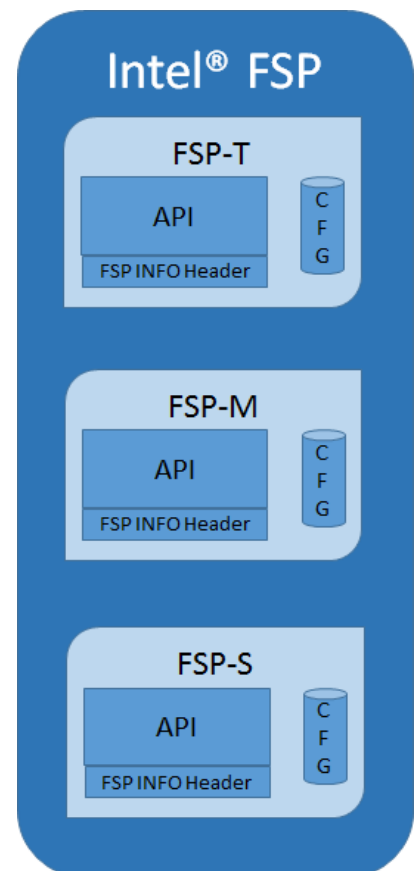 Intel® FSP
FSP-T
API
FSP INFO Header
C
F
G
FSP-M
API
FSP INFO Header
C
F
G
FSP-S
API
FSP INFO Header
C
F
G